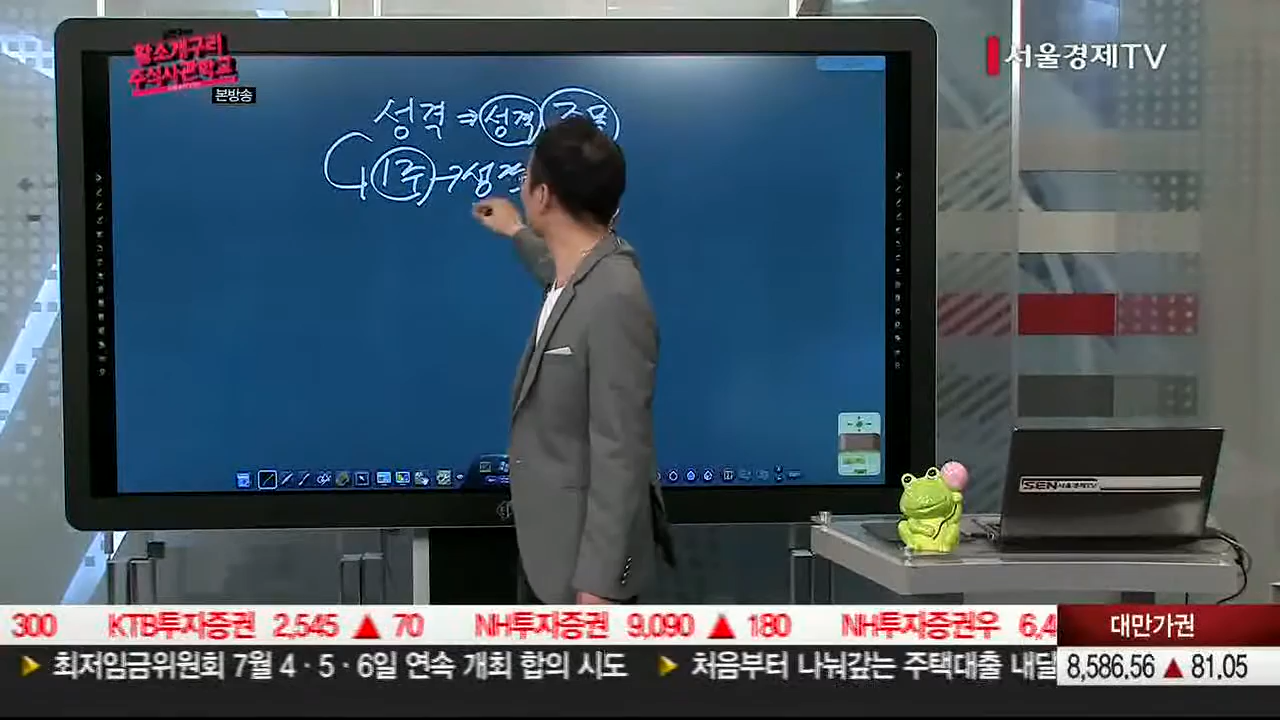 황소개구리
주식사관학교
본방송
서울경제TV
성격 ⇒ 성격
1주 →
SEN 서울경제TV
300 KTB투자증권 2,545 ▲ 70 NH투자증권 9,090 ▲ 180 NH투자증권우 6,4
대만가권
최저임금위원회 7월 4·5·6일 연속 개최 합의 시도
처음부터 나눠갚는 주택대출 내달
8,586.56 ▲ 81.05